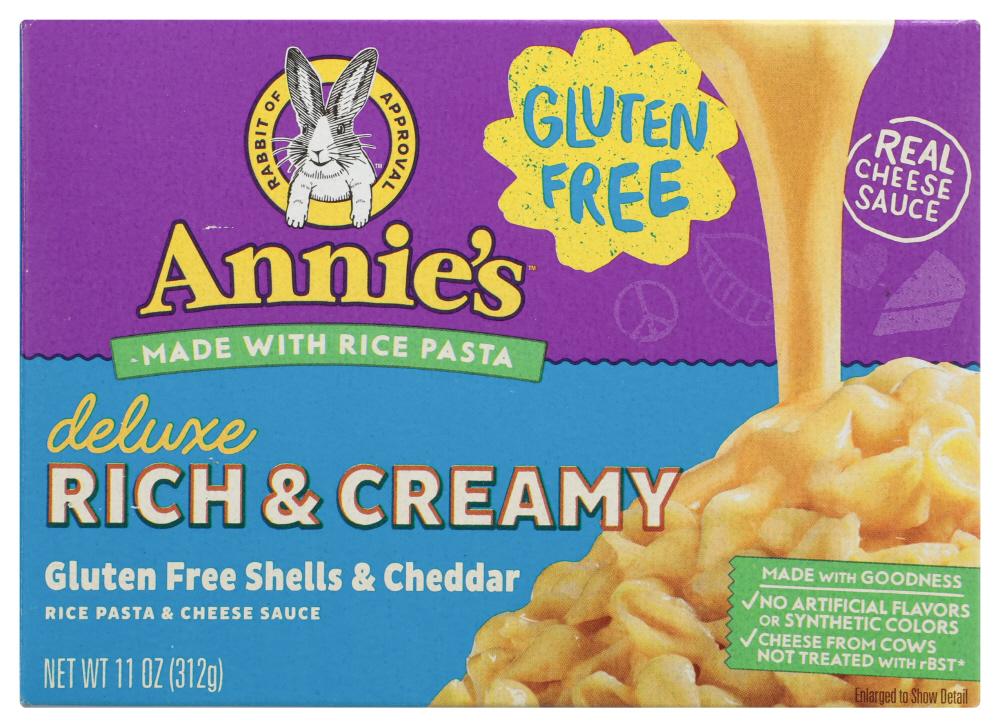 RABBIT OF APPROVAL
TM
Annie's™
MADE WITH RICE PASTA
GLUTEN
FREE
REAL
CHEESE
SAUCE
deluxe
RICH & CREAMY
Gluten Free Shells & Cheddar
RICE PASTA & CHEESE SAUCE
NET WT 11 OZ (312g)
MADE WITH GOODNESS
✓NO ARTIFICIAL FLAVORS
OR SYNTHETIC COLORS
✓CHEESE FROM COWS
NOT TREATED WITH rBST*
Enlarged to Show Detail